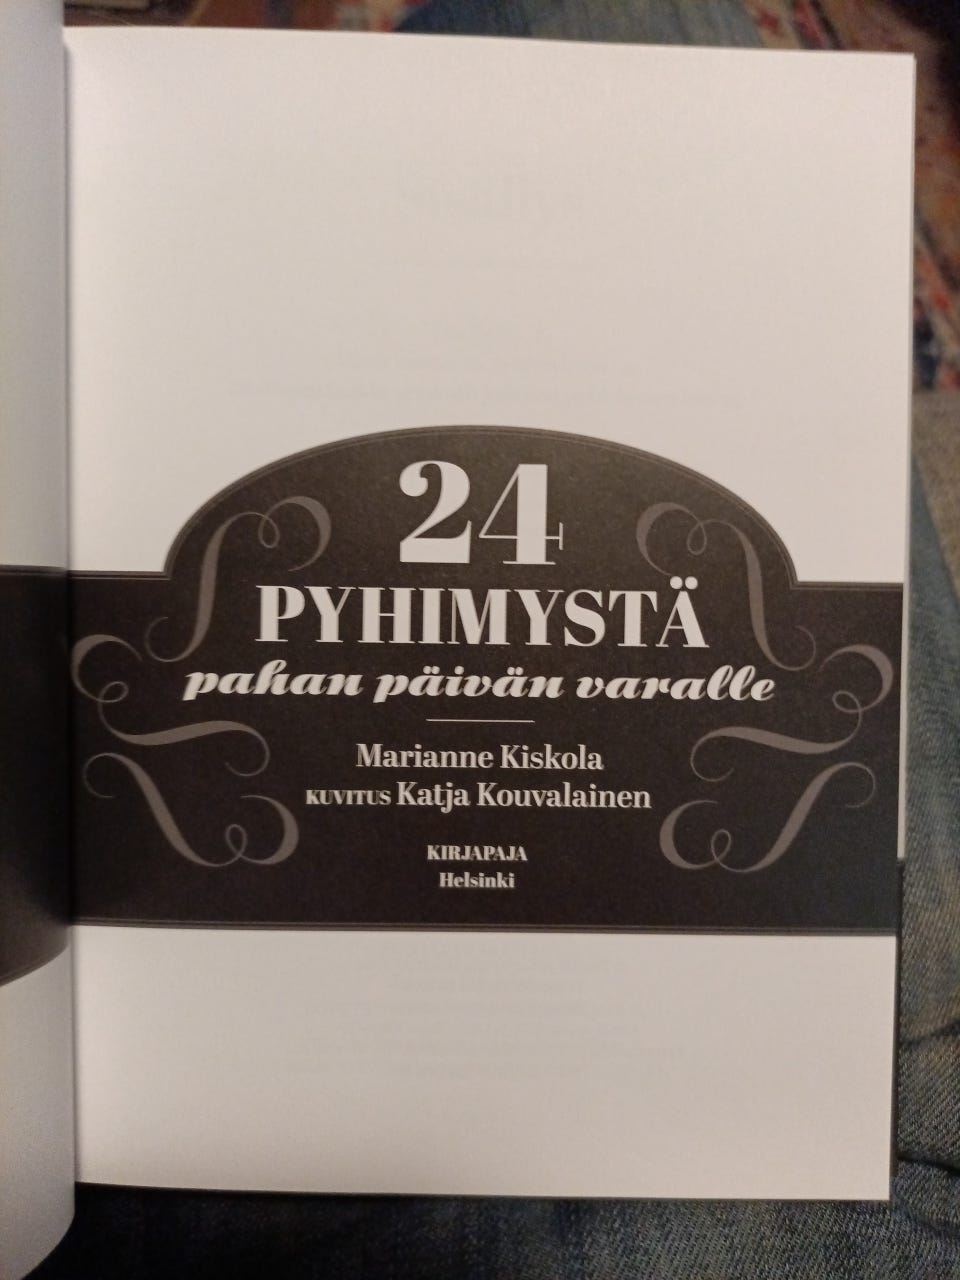 24
PYHIMYSTÄ
pahan päivän varalle
Marianne Kiskola
KUVITUS Katja Kouvalainen
KIRJAPAJA
Helsinki